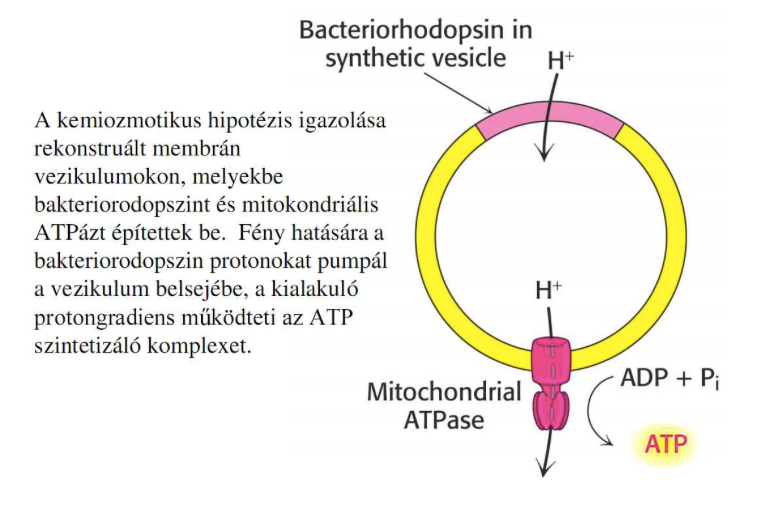 Bacteriorhodopsin in
synthetic vesicle
H⁺
A kemiozmotikus hipotézis igazolása
rekonstruált membrán
vezikulumokon, melyekbe
bakteriorodopszint és mitokondriális
ATPázt építettek be.  Fény hatására a
bakteriorodopszin protonokat pumpál
a vezikulum belsejébe, a kialakuló
protongradiens működteti az ATP
szintetizáló komplexet.
H⁺
Mitochondrial
ATPase
ADP + Pᵢ
ATP